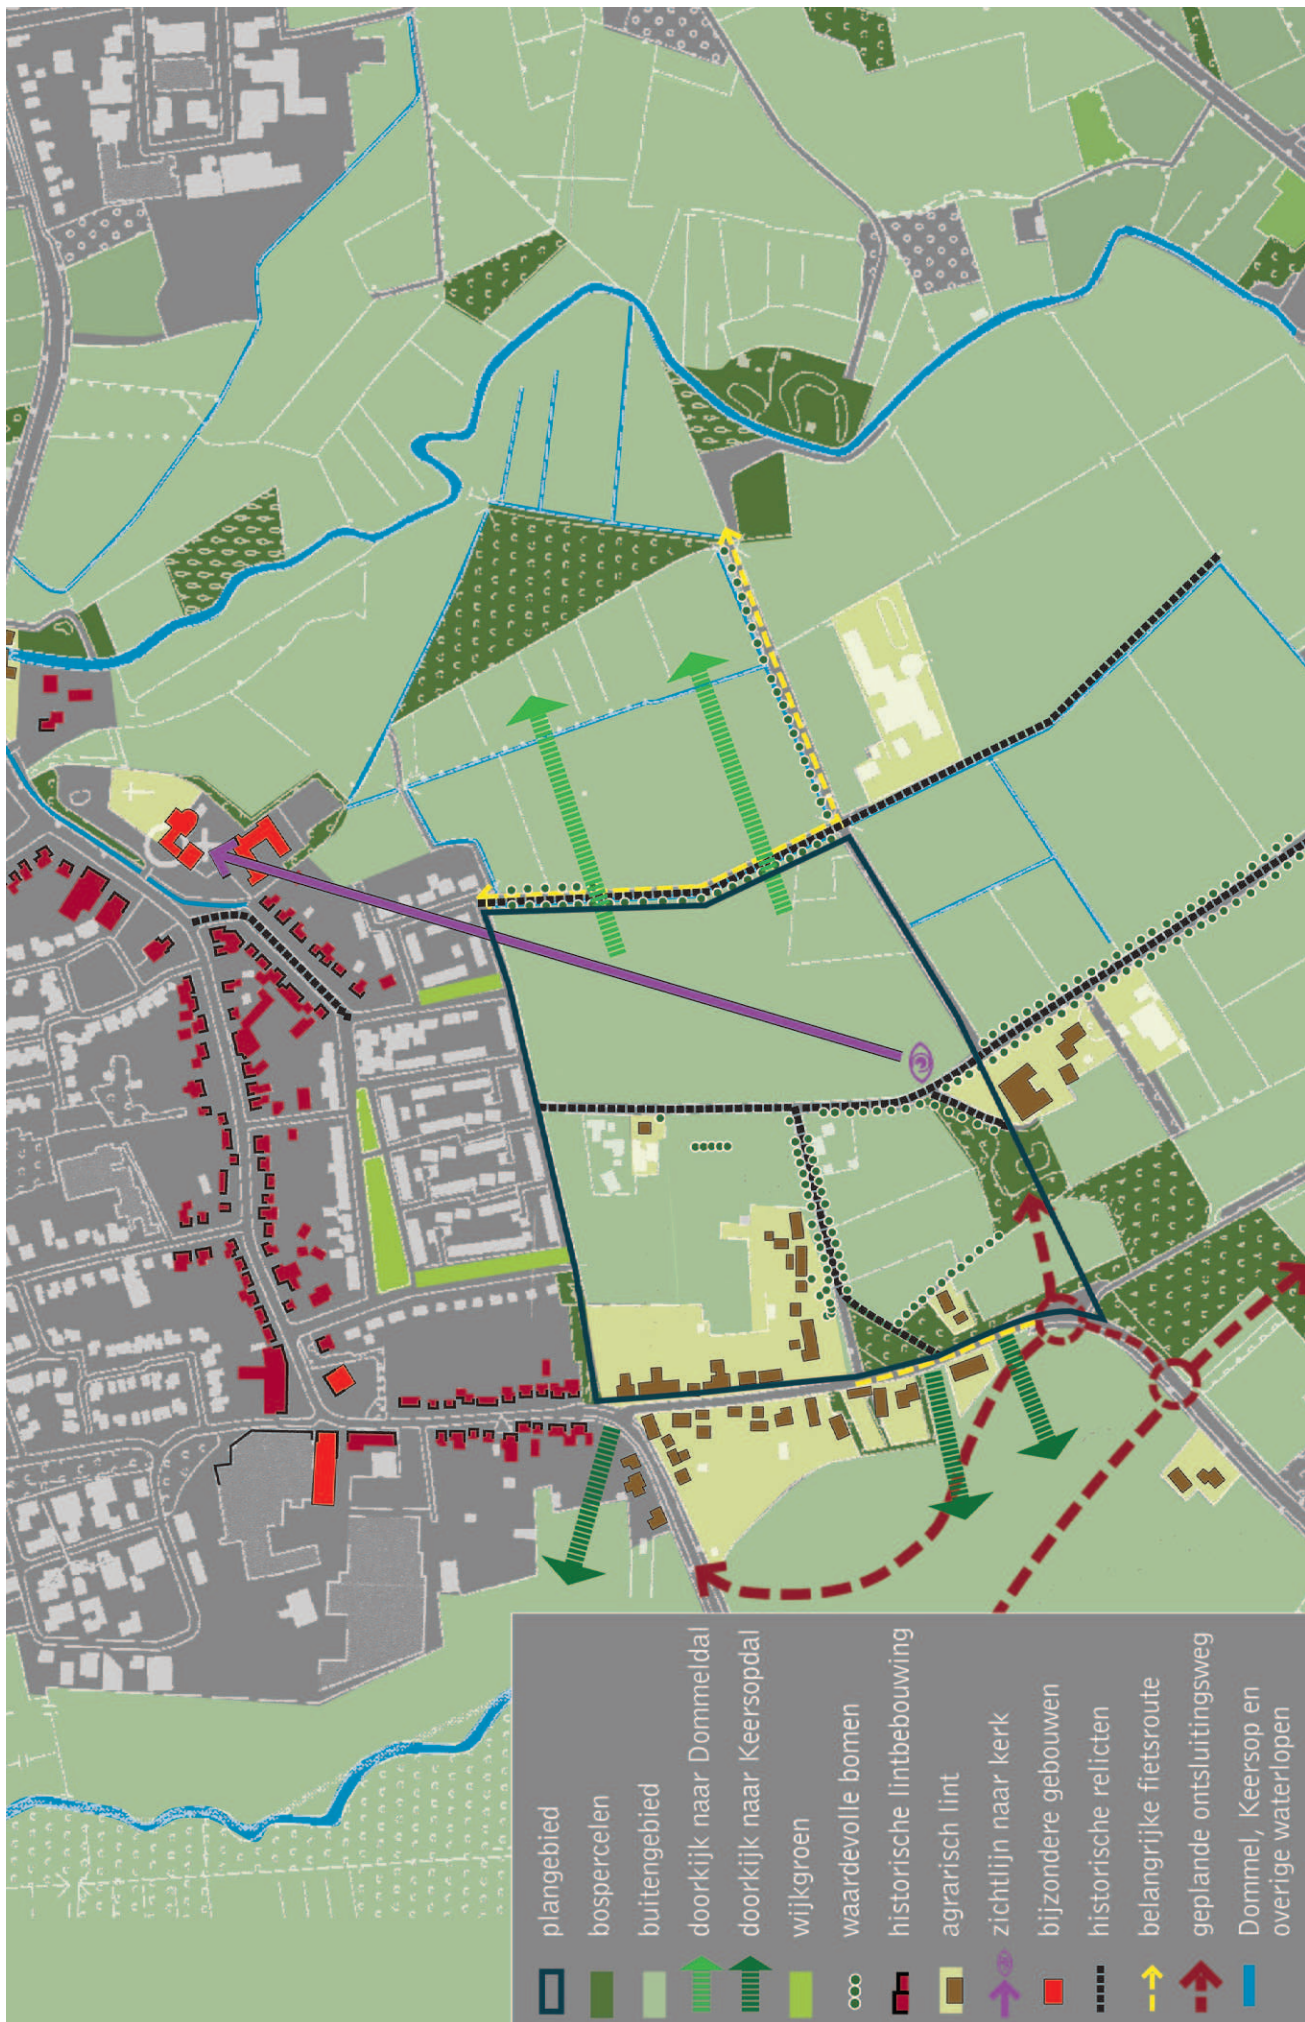 plangebied
bospercelen
buitengebied
doorkijk naar Dommeldal
doorkijk naar Keersopdal
wijkgroen
waardevolle bomen
historische lintbebouwing
agrarisch lint
zichtlijn naar kerk
bijzondere gebouwen
historische relicten
belangrijke fietsroute
geplande ontsluitingsweg
Dommel, Keersop en
overige waterlopen